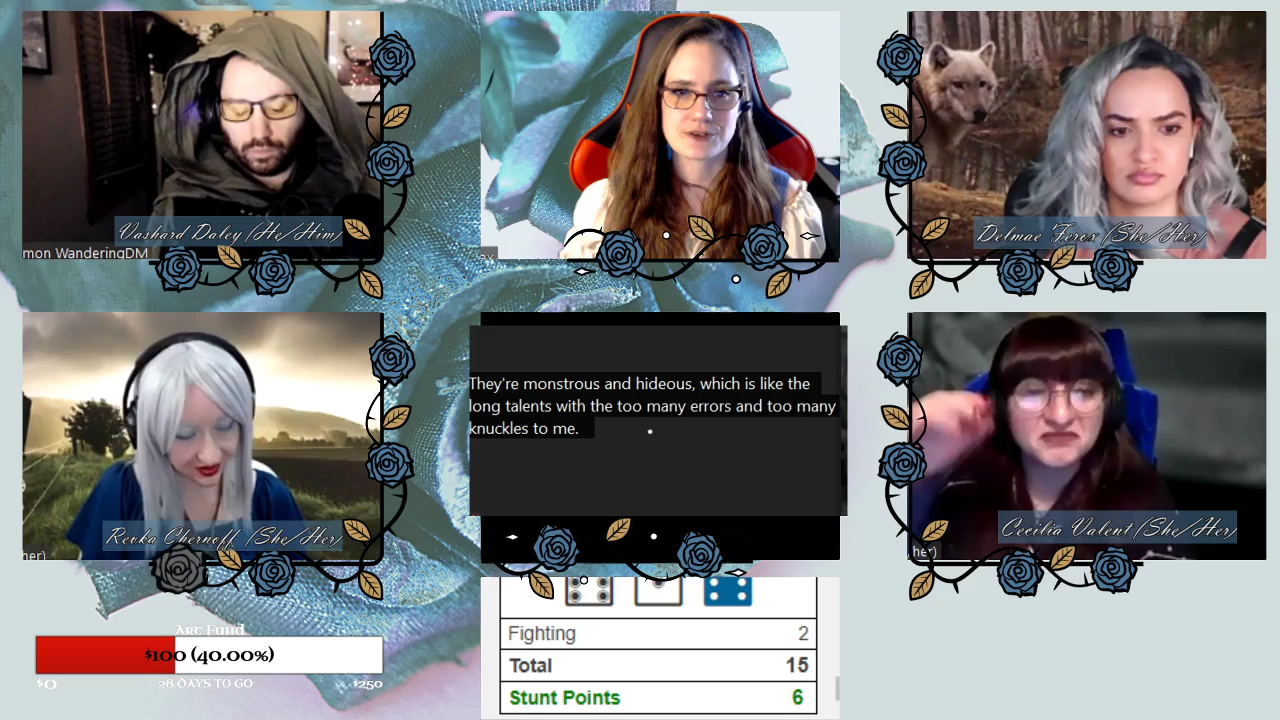 Vashard Daley (He/Him)
mon WanderingDM
Delmae Ferox (She/Her)
They're monstrous and hideous, which is like the
long talents with the too many errors and too many
knuckles to me.
Revka Chernoff (She/Her)
her)
Cecilia Valent (She/Her)
her)
Fighting 2
Total 15
Stunt Points 6
Art Fund
$100 (40.00%)
$0 28 DAYS TO GO $250